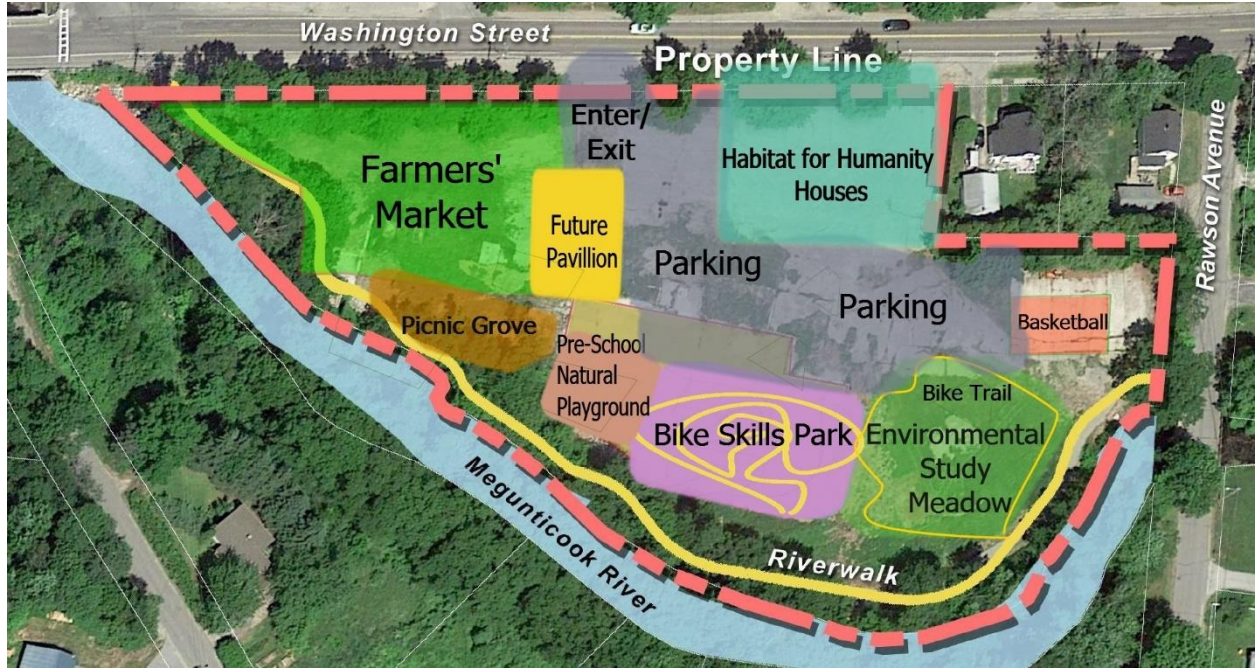 Washington Street
Property Line
Enter/
Exit
Farmers'
Market
Habitat for Humanity
Houses
Future
Pavillion
Parking
Parking
Rawson Avenue
Picnic Grove
Basketball
Pre-School
Natural
Playground
Bike Trail
Bike Skills Park
Environmental
Study
Meadow
Megunticook River
Riverwalk